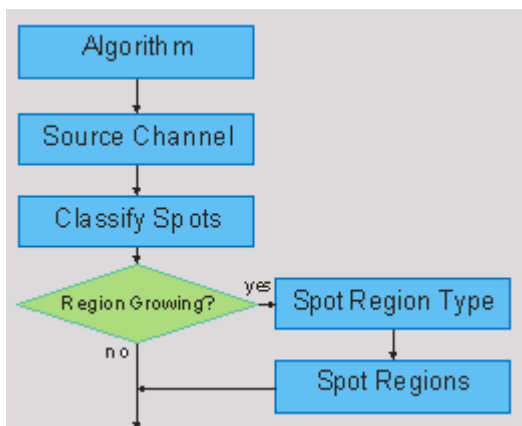 Algorithm
Source Channel
Classify Spots
Region Growing?
yes
Spot Region Type
no
Spot Regions